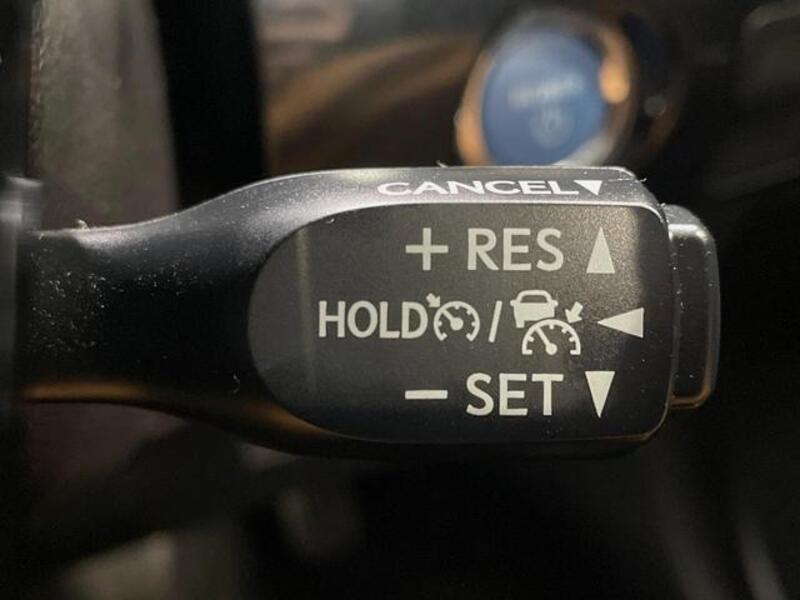 CANCEL▼
+ RES ▲
HOLD / ◀
− SET ▼